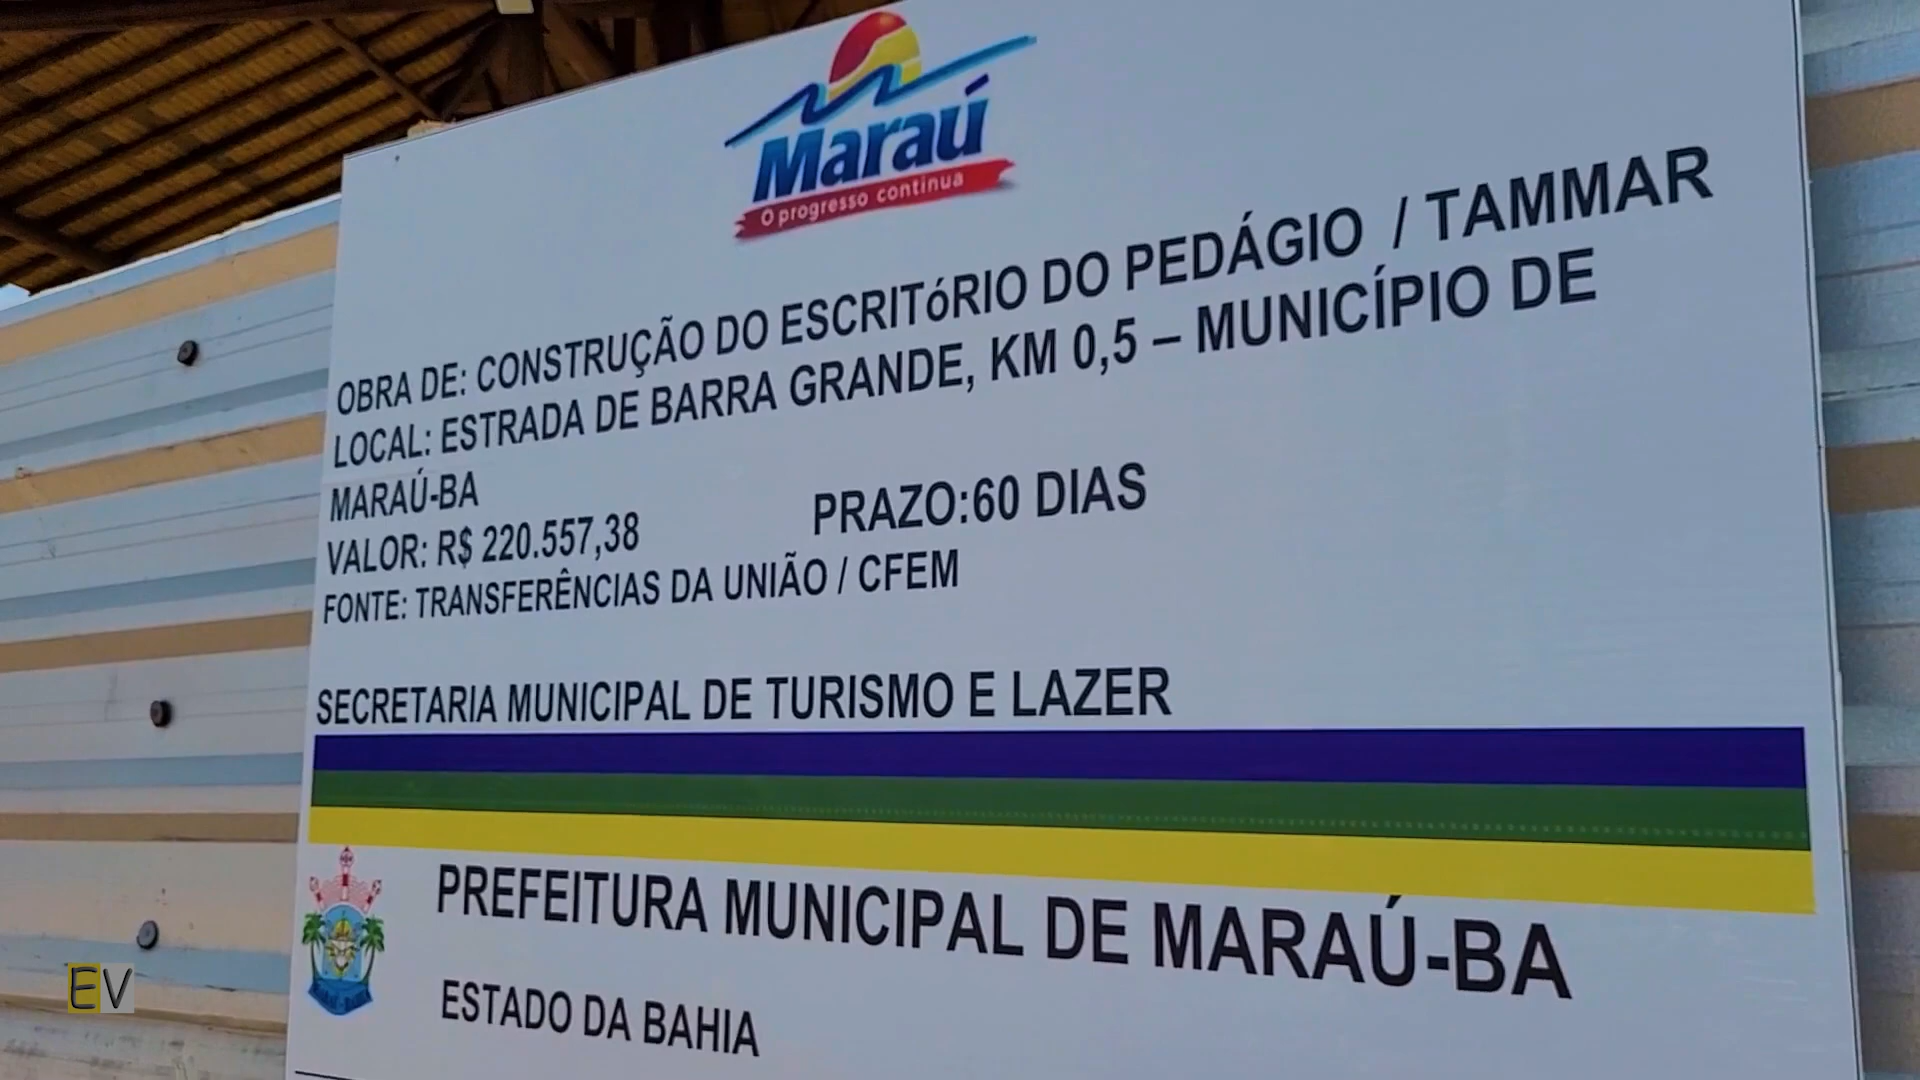 Maraú
O progresso continua
OBRA DE: CONSTRUÇÃO DO ESCRITóRIO DO PEDÁGIO / TAMMAR
LOCAL: ESTRADA DE BARRA GRANDE, KM 0,5 – MUNICÍPIO DE
MARAÚ-BA
VALOR: R$ 220.557,38 PRAZO:60 DIAS
FONTE: TRANSFERÊNCIAS DA UNIÃO / CFEM
SECRETARIA MUNICIPAL DE TURISMO E LAZER
PREFEITURA MUNICIPAL DE MARAÚ-BA
ESTADO DA BAHIA
MARAÚ - BAHIA
EV